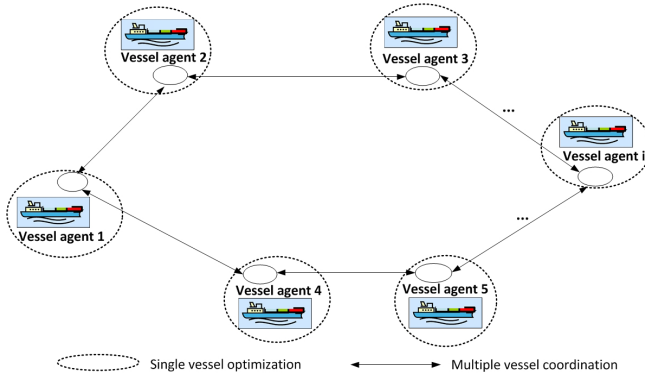 Vessel agent 2
Vessel agent 3
...
Vessel agent i
Vessel agent 1
...
Vessel agent 4
Vessel agent 5
Single vessel optimization
Multiple vessel coordination